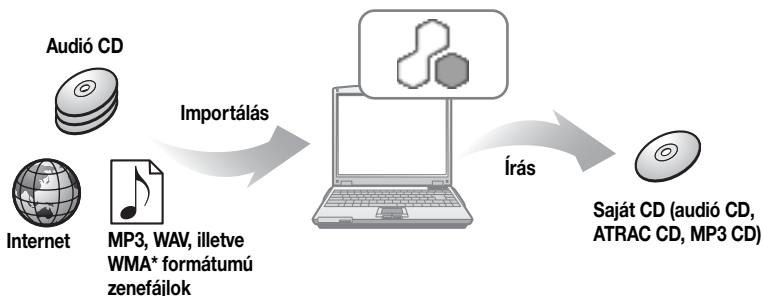 Audió CD
Importálás
Írás
Internet
MP3, WAV, illetve
WMA* formátumú
zenefájlok
Saját CD (audió CD,
ATRAC CD, MP3 CD)